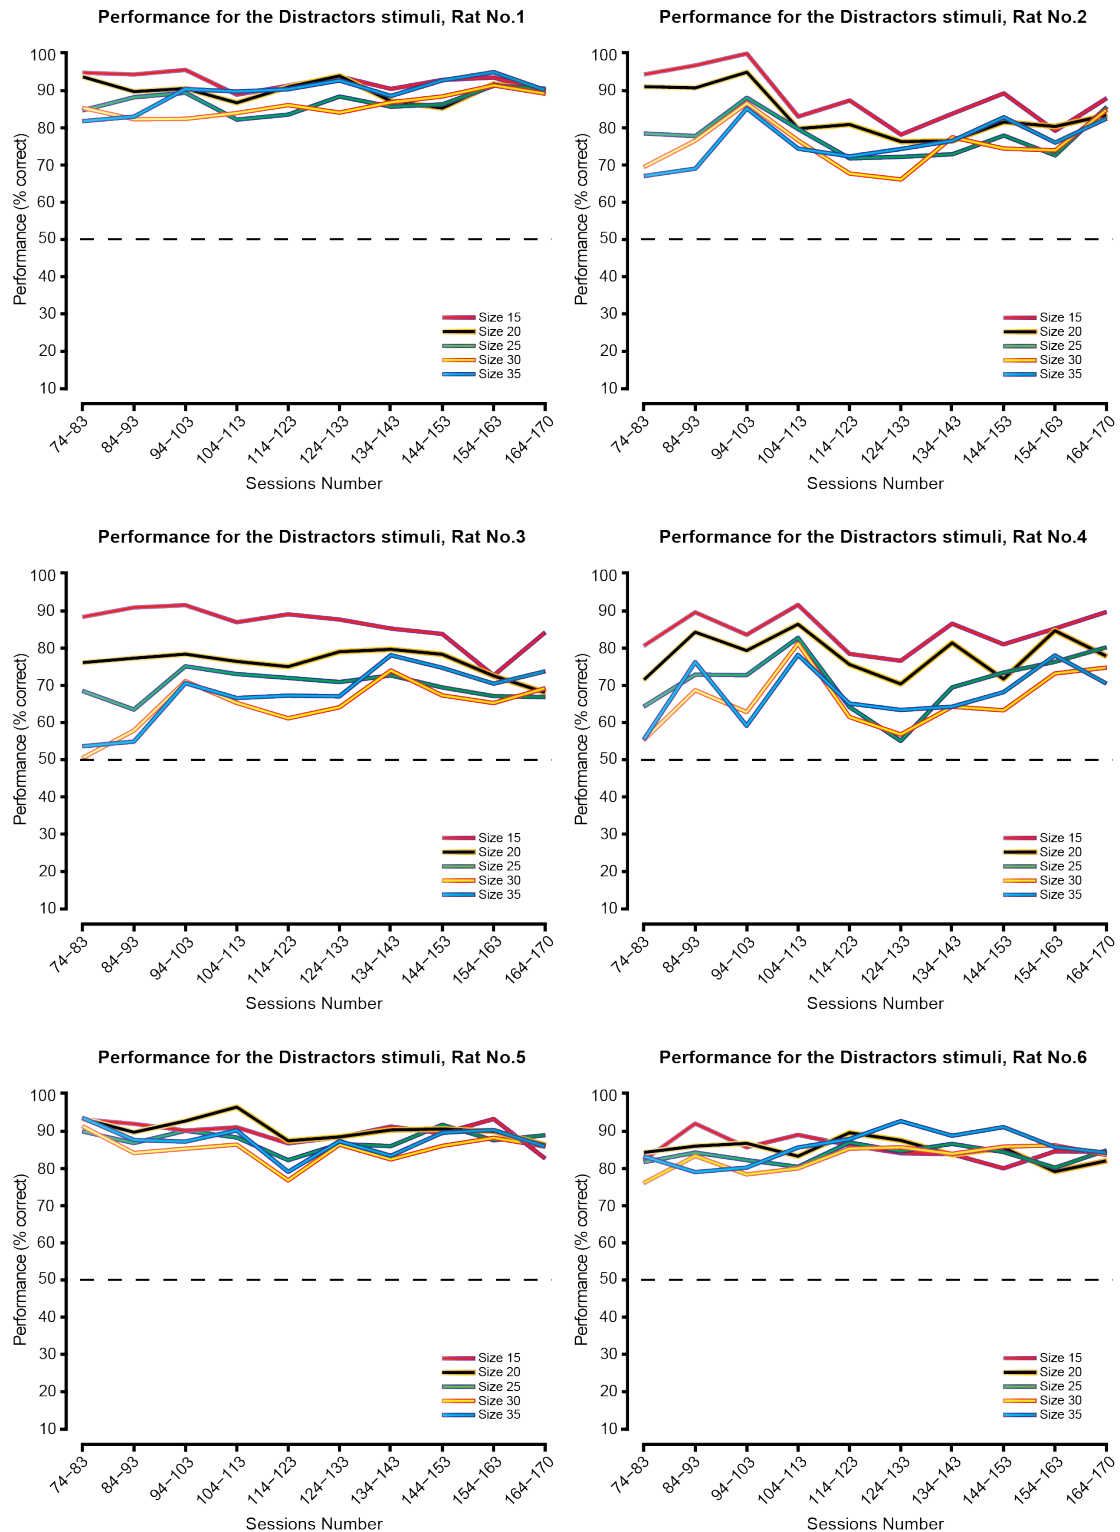 Performance for the Distractors stimuli, Rat No.1
Performance (% correct)
100
90
80
70
60
50
40
30
20
10
Size 15
Size 20
Size 25
Size 30
Size 35
74–83
84–93
94–103
104–113
114–123
124–133
134–143
144–153
154–163
164–170
Sessions Number
Performance for the Distractors stimuli, Rat No.2
Performance (% correct)
100
90
80
70
60
50
40
30
20
10
Size 15
Size 20
Size 25
Size 30
Size 35
74–83
84–93
94–103
104–113
114–123
124–133
134–143
144–153
154–163
164–170
Sessions Number
Performance for the Distractors stimuli, Rat No.3
Performance (% correct)
100
90
80
70
60
50
40
30
20
10
Size 15
Size 20
Size 25
Size 30
Size 35
74–83
84–93
94–103
104–113
114–123
124–133
134–143
144–153
154–163
164–170
Sessions Number
Performance for the Distractors stimuli, Rat No.4
Performance (% correct)
100
90
80
70
60
50
40
30
20
10
Size 15
Size 20
Size 25
Size 30
Size 35
74–83
84–93
94–103
104–113
114–123
124–133
134–143
144–153
154–163
164–170
Sessions Number
Performance for the Distractors stimuli, Rat No.5
Performance (% correct)
100
90
80
70
60
50
40
30
20
10
Size 15
Size 20
Size 25
Size 30
Size 35
74–83
84–93
94–103
104–113
114–123
124–133
134–143
144–153
154–163
164–170
Sessions Number
Performance for the Distractors stimuli, Rat No.6
Performance (% correct)
100
90
80
70
60
50
40
30
20
10
Size 15
Size 20
Size 25
Size 30
Size 35
74–83
84–93
94–103
104–113
114–123
124–133
134–143
144–153
154–163
164–170
Sessions Number